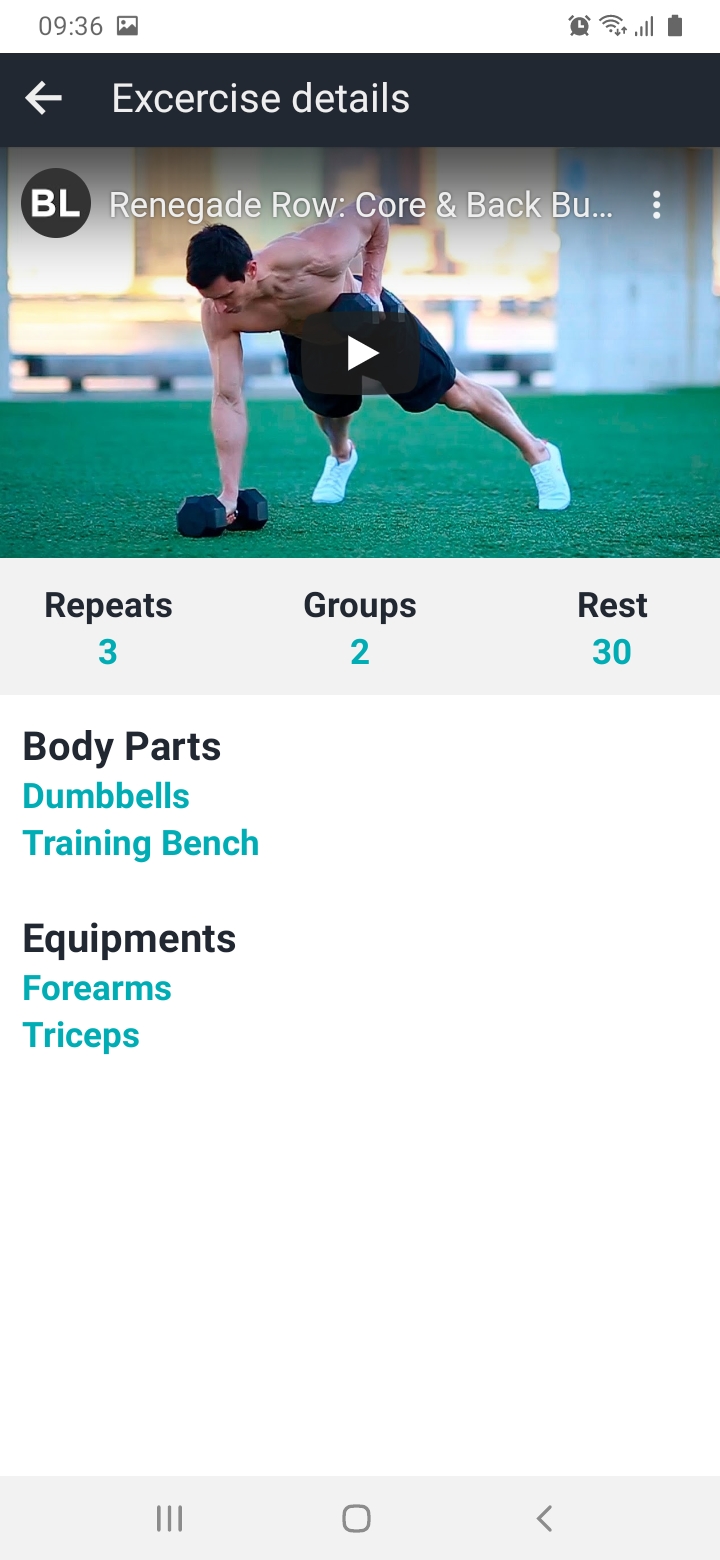 09:36
Excercise details
BL Renegade Row: Core & Back Bu...
Repeats Groups Rest
3 2 30
Body Parts
Dumbbells
Training Bench
Equipments
Forearms
Triceps